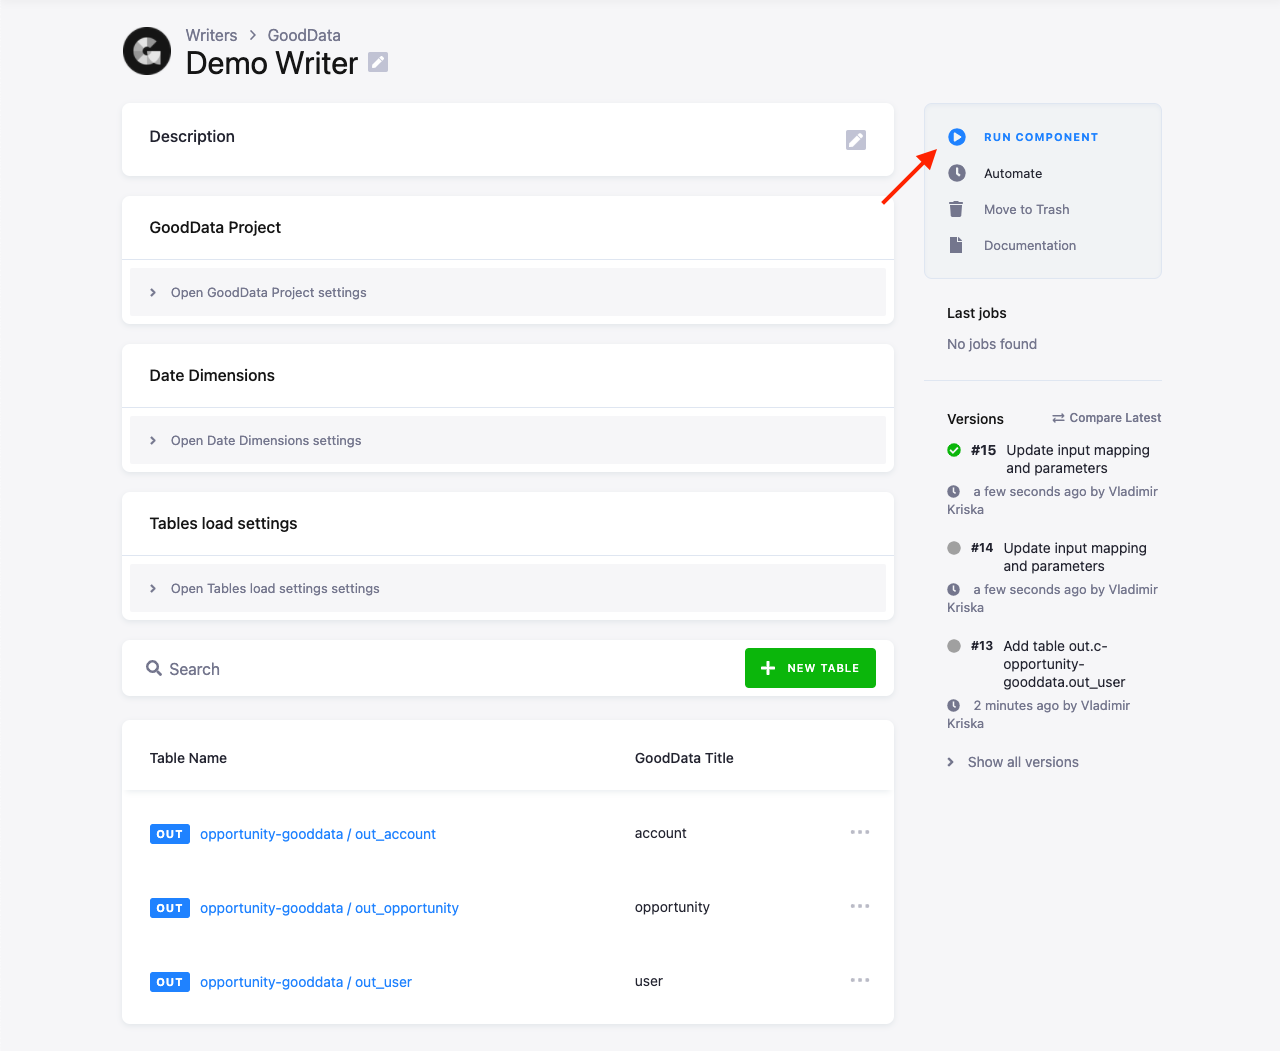 Writers > GoodData
Demo Writer
Description
GoodData Project
Open GoodData Project settings
Date Dimensions
Open Date Dimensions settings
Tables load settings
Open Tables load settings settings
Search
NEW TABLE
Table Name GoodData Title
OUT opportunity-gooddata / out_account account
OUT opportunity-gooddata / out_opportunity opportunity
OUT opportunity-gooddata / out_user user
RUN COMPONENT
Automate
Move to Trash
Documentation
Last jobs
No jobs found
Versions Compare Latest
#15 Update input mapping
and parameters
a few seconds ago by Vladimir
Kriska
#14 Update input mapping
and parameters
a few seconds ago by Vladimir
Kriska
#13 Add table out.c-
opportunity-
gooddata.out_user
2 minutes ago by Vladimir
Kriska
Show all versions